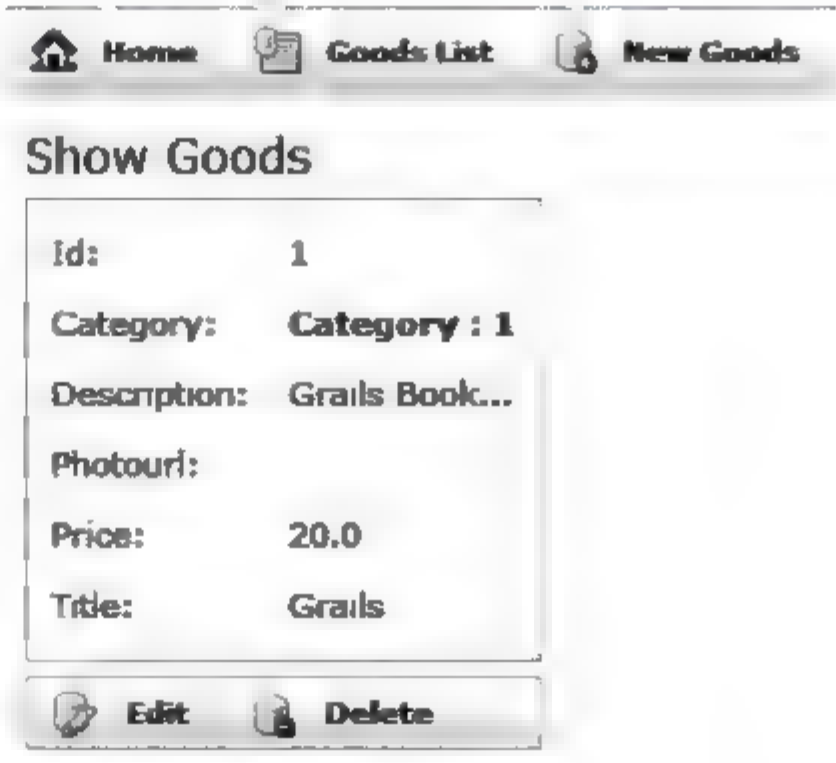 Home Goods List New Goods
Show Goods
Id: 1
Category: Category : 1
Description: Grails Book...
Photouri:
Price: 20.0
Title: Grails
Edit Delete